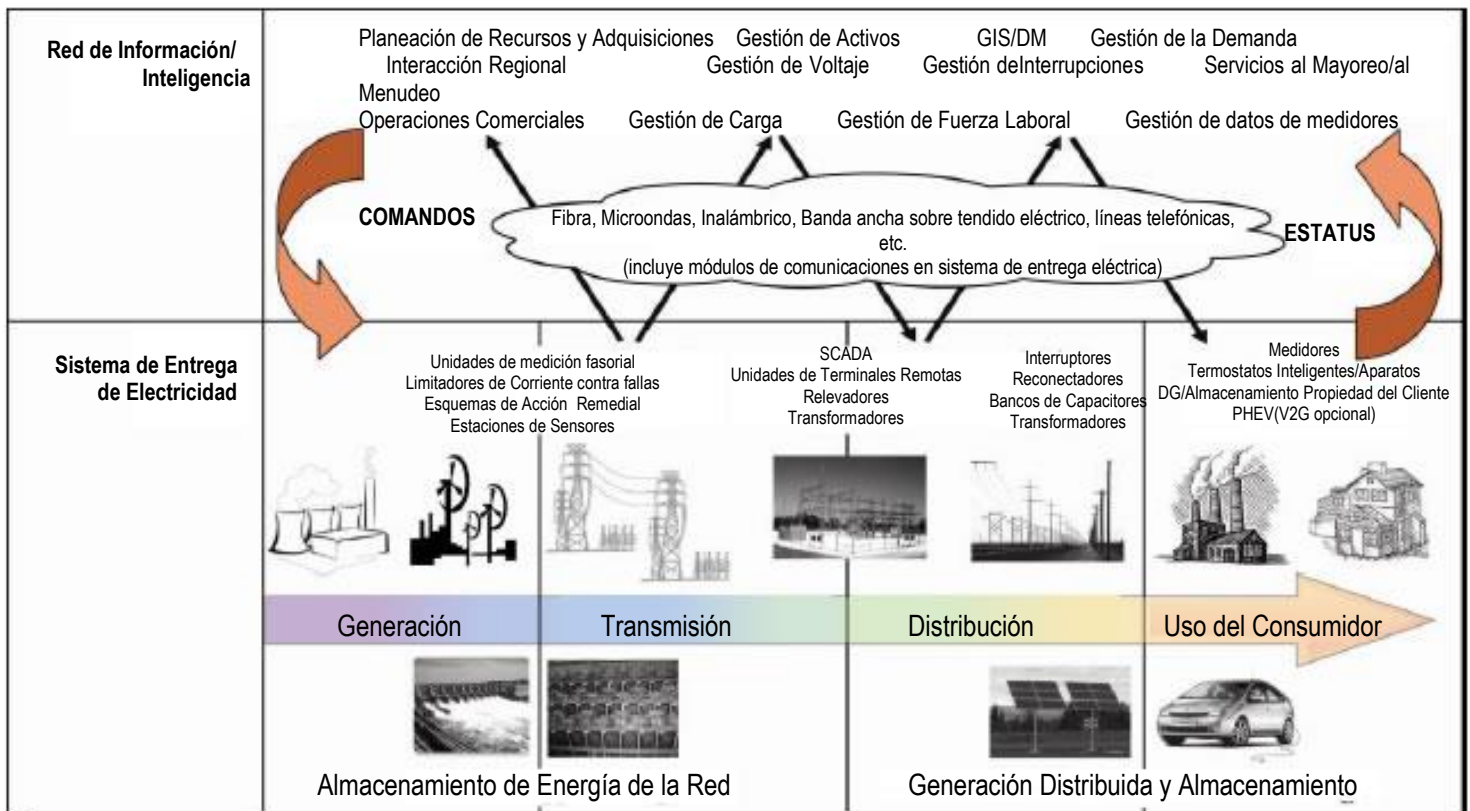 Red de Información/
Inteligencia
Planeación de Recursos y Adquisiciones Gestión de Activos GIS/DM Gestión de la Demanda
Interacción Regional Gestión de Voltaje Gestión deInterrupciones Servicios al Mayoreo/al
Menudeo
Operaciones Comerciales Gestión de Carga Gestión de Fuerza Laboral Gestión de datos de medidores
COMANDOS
Fibra, Microondas, Inalámbrico, Banda ancha sobre tendido eléctrico, líneas telefónicas,
etc.
(incluye módulos de comunicaciones en sistema de entrega eléctrica)
ESTATUS
Sistema de Entrega
de Electricidad
Unidades de medición fasorial
Limitadores de Corriente contra fallas
Esquemas de Acción Remedial
Estaciones de Sensores
SCADA
Unidades de Terminales Remotas
Relevadores
Transformadores
Interruptores
Reconectadores
Bancos de Capacitores
Transformadores
Medidores
Termostatos Inteligentes/Aparatos
DG/Almacenamiento Propiedad del Cliente
PHEV(V2G opcional)
Generación
Transmisión
Distribución
Uso del Consumidor
Almacenamiento de Energía de la Red
Generación Distribuida y Almacenamiento